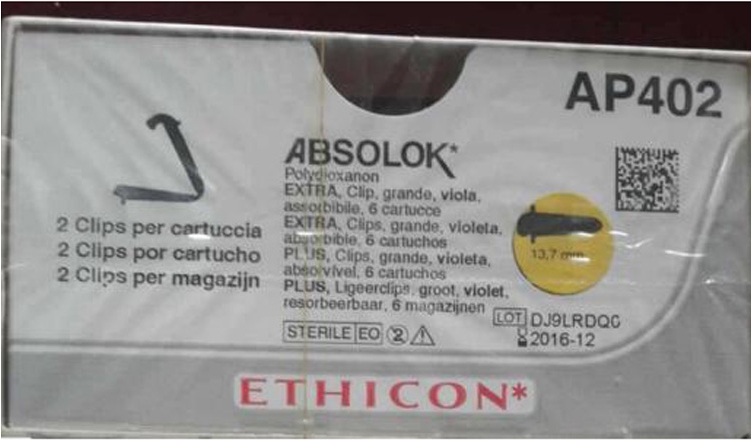 AP402
ABSOLOK*
Polydioxanon
EXTRA, Clip, grande, viola,
assorbibile, 6 cartucce
EXTRA, Clips, grande, violeta,
absorbible, 6 cartuchos
PLUS, Clips, grande, violeta,
absorvível, 6 cartuchos
PLUS, Ligeerclips, groot, violet,
resorbeerbaar, 6 magazijnen
2 Clips per cartuccia
2 Clips por cartucho
2 Clips per magazijn
13,7 mm
STERILE EO 2
LOT DJ9LRDQ0
2016-12
ETHICON*